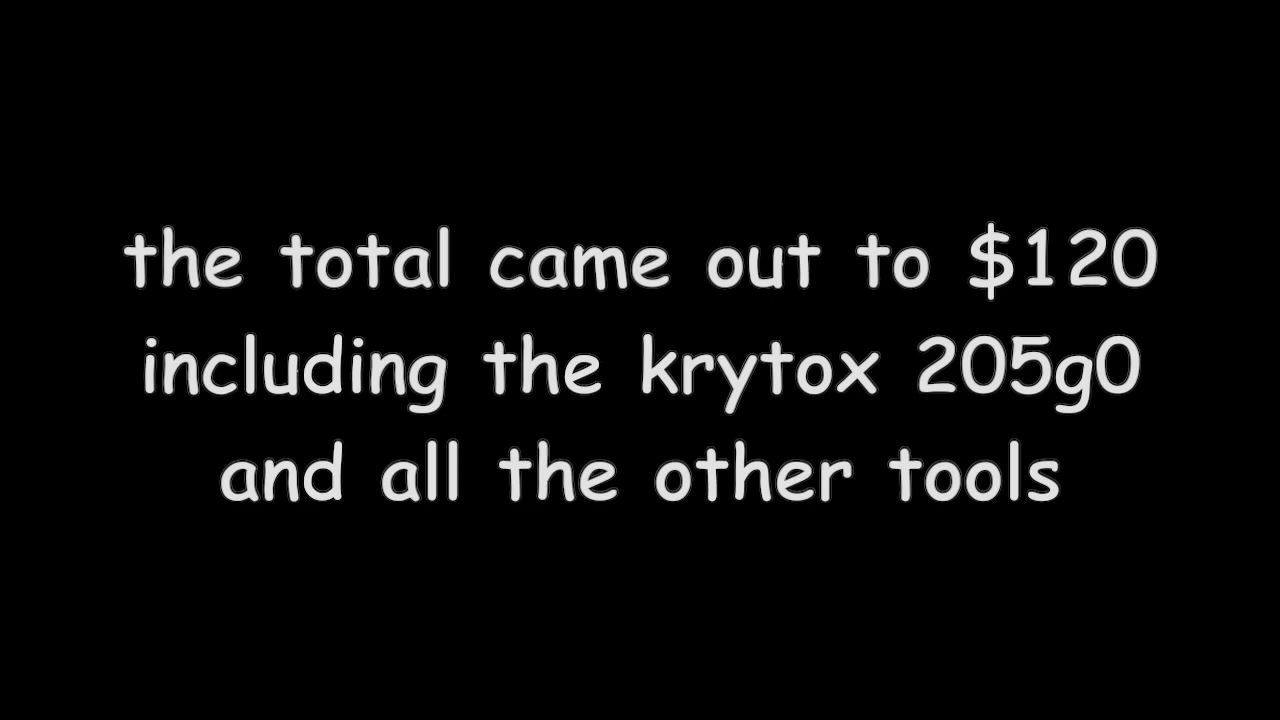 the total came out to $120
including the krytox 205g0
and all the other tools